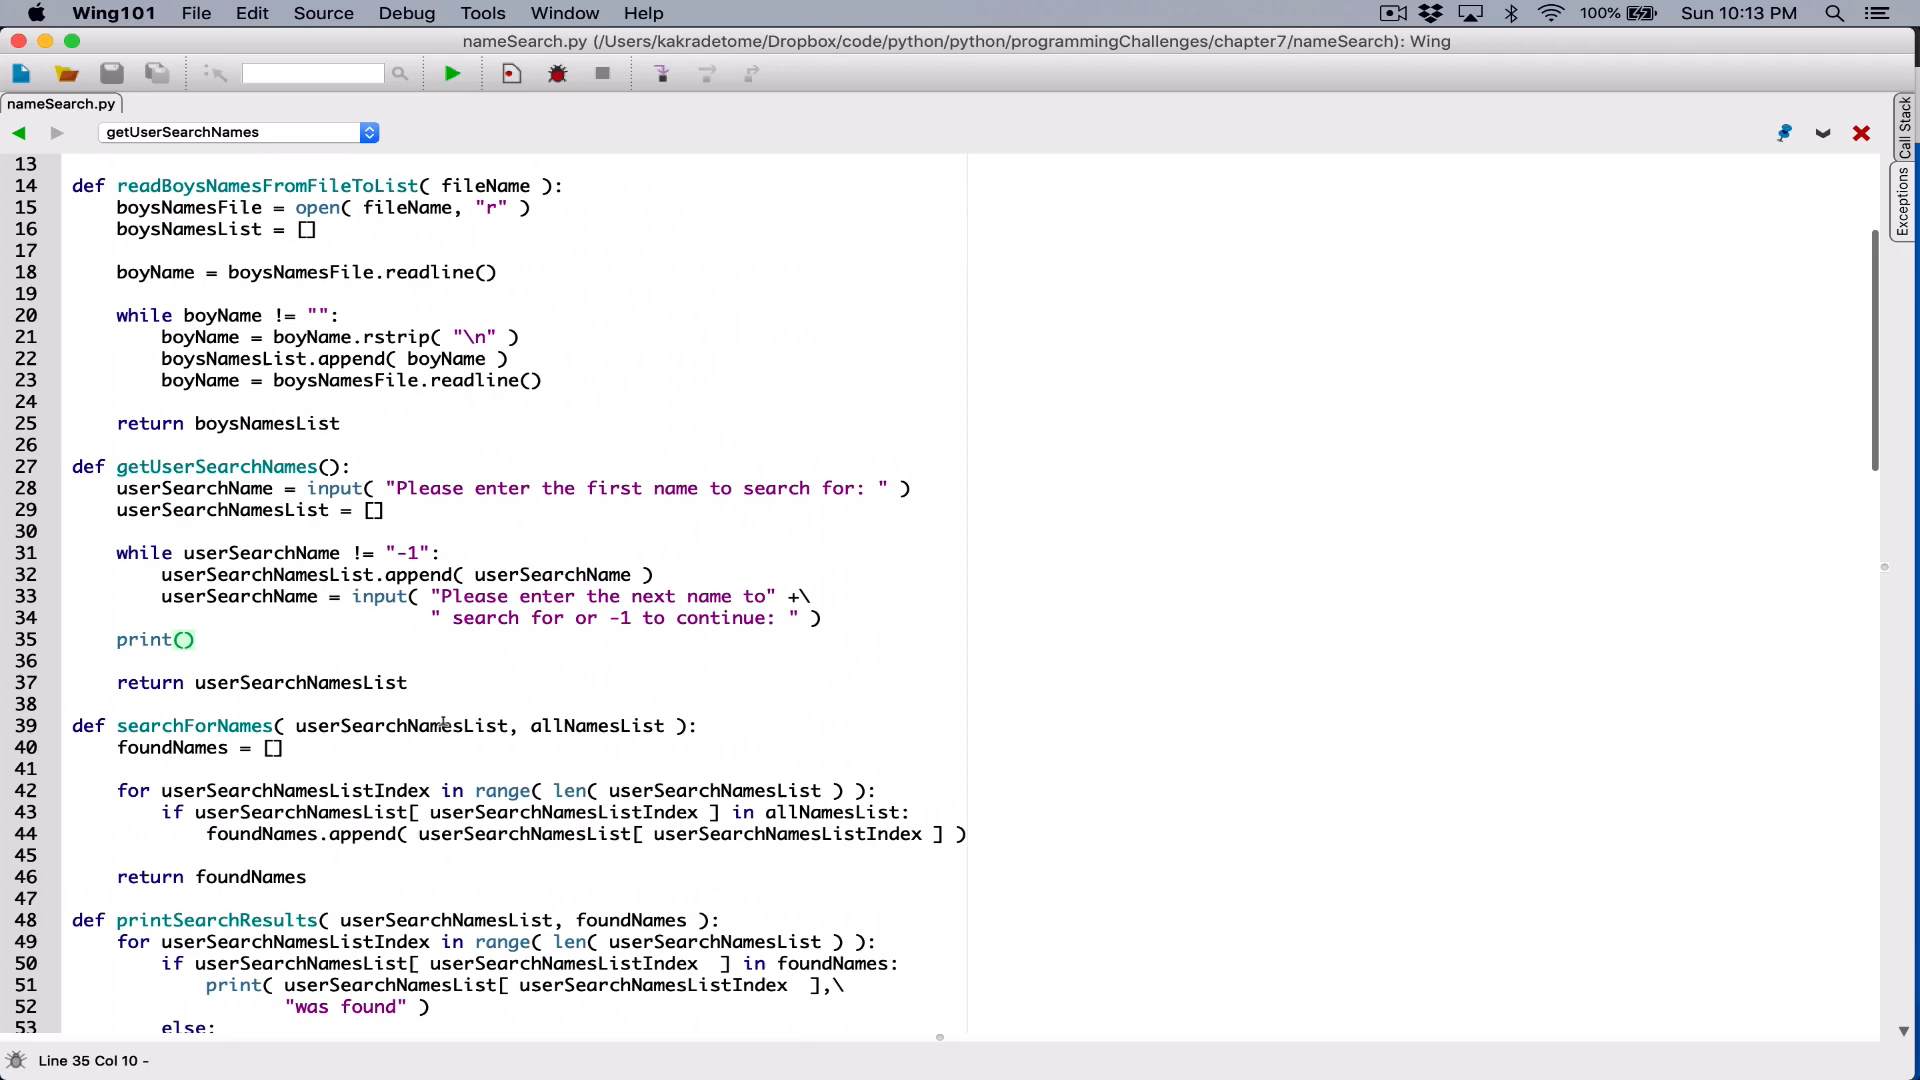 Wing101 File Edit Source Debug Tools Window Help 100% Sun 10:13 PM
nameSearch.py (/Users/kakradetome/Dropbox/code/python/python/programmingChallenges/chapter7/nameSearch): Wing
nameSearch.py
getUserSearchNames
Call Stack
Exceptions
13
14 def readBoysNamesFromFileToList( fileName ):
15     boysNamesFile = open( fileName, "r" )
16     boysNamesList = []
17
18     boyName = boysNamesFile.readline()
19
20     while boyName != "":
21         boyName = boyName.rstrip( "\n" )
22         boysNamesList.append( boyName )
23         boyName = boysNamesFile.readline()
24
25     return boysNamesList
26
27 def getUserSearchNames():
28     userSearchName = input( "Please enter the first name to search for: " )
29     userSearchNamesList = []
30
31     while userSearchName != "-1":
32         userSearchNamesList.append( userSearchName )
33         userSearchName = input( "Please enter the next name to" +\
34                                 " search for or -1 to continue: " )
35     print()
36
37     return userSearchNamesList
38
39 def searchForNames( userSearchNamesList, allNamesList ):
40     foundNames = []
41
42     for userSearchNamesListIndex in range( len( userSearchNamesList ) ):
43         if userSearchNamesList[ userSearchNamesListIndex ] in allNamesList:
44             foundNames.append( userSearchNamesList[ userSearchNamesListIndex ] )
45
46     return foundNames
47
48 def printSearchResults( userSearchNamesList, foundNames ):
49     for userSearchNamesListIndex in range( len( userSearchNamesList ) ):
50         if userSearchNamesList[ userSearchNamesListIndex  ] in foundNames:
51             print( userSearchNamesList[ userSearchNamesListIndex  ],\
52                    "was found" )
53         else:
Line 35 Col 10 -